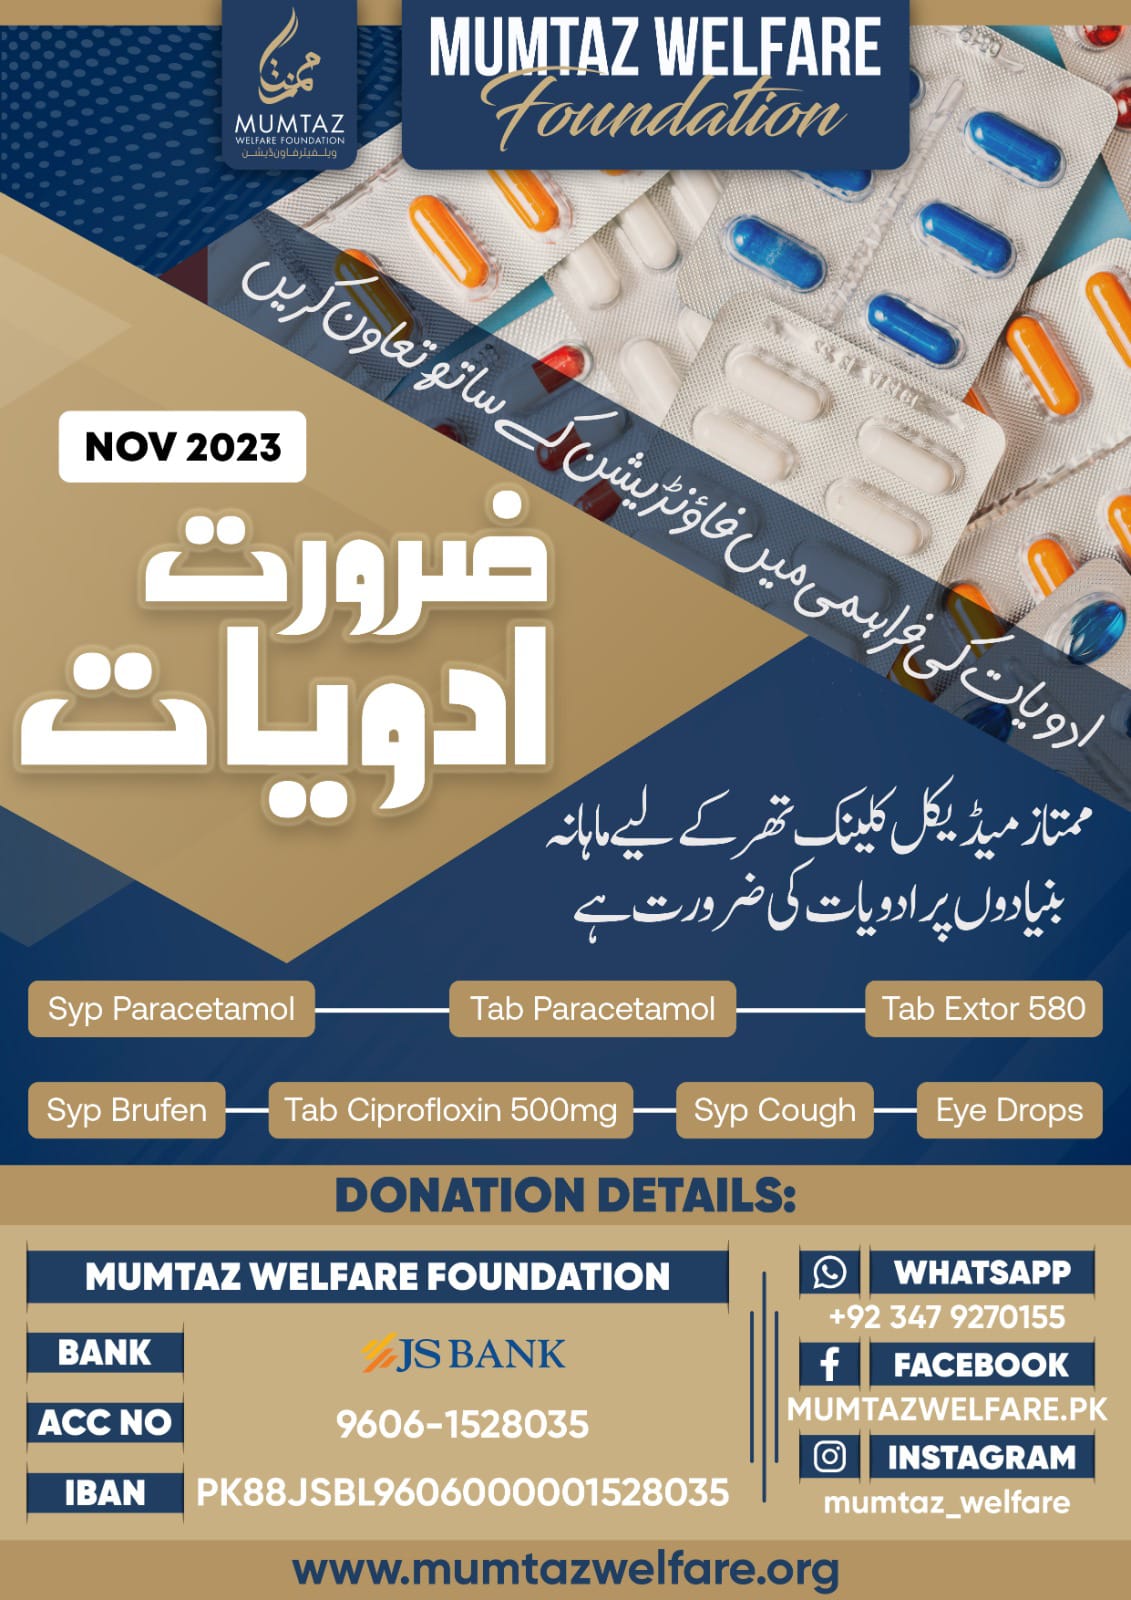 ممتاز
MUMTAZ
WELFARE FOUNDATION
ویلفیئر فاونڈیشن
MUMTAZ WELFARE
Foundation
ادویات کی فراہمی میں فاؤنڈیشن کے ساتھ تعاون کریں
NOV 2023
ضرورت
ادویات
ممتاز میڈیکل کلینک تھر کے لیے ماہانہ
بنیادوں پر ادویات کی ضرورت ہے
Syp Paracetamol Tab Paracetamol Tab Extor 580
Syp Brufen Tab Ciprofloxin 500mg Syp Cough Eye Drops
DONATION DETAILS:
MUMTAZ WELFARE FOUNDATION
BANK JS BANK
ACC NO 9606-1528035
IBAN PK88JSBL9606000001528035
WHATSAPP
+92 347 9270155
FACEBOOK
MUMTAZWELFARE.PK
INSTAGRAM
mumtaz_welfare
www.mumtazwelfare.org